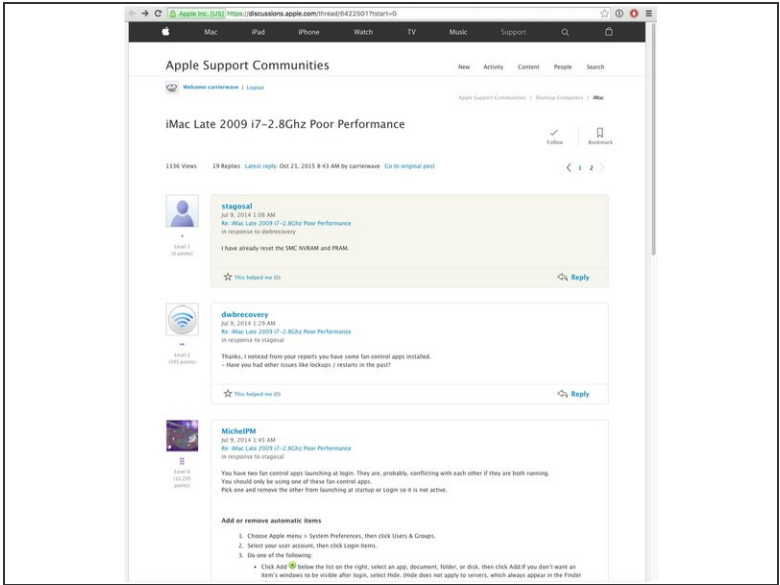 Apple Inc. [US] https://discussions.apple.com/thread/6422501?tstart=0
Mac iPad iPhone Watch TV Music Support
Apple Support Communities
New Activity Content People Search
Welcome carrierwave | Logout
Apple Support Communities / Desktop Computers / iMac
iMac Late 2009 i7-2.8Ghz Poor Performance
Follow Bookmark
1336 Views 19 Replies Latest reply: Oct 21, 2015 8:43 AM by carrierwave Go to original post
1 2
stagosal
Jul 9, 2014 1:08 AM
Re: iMac Late 2009 i7-2.8Ghz Poor Performance
in response to dwbrecovery
Level 1
(0 points)
I have already reset the SMC NVRAM and PRAM.
This helped me (0) Reply
dwbrecovery
Jul 9, 2014 1:29 AM
Re: iMac Late 2009 i7-2.8Ghz Poor Performance
in response to stagosal
Level 2
Thanks, I noticed from your reports you have some fan control apps installed.
- Have you had other issues like lockups / restarts in the past?
This helped me (0) Reply
MichelPM
Jul 9, 2014 1:45 AM
Re: iMac Late 2009 i7-2.8Ghz Poor Performance
in response to stagosal
Level 6
(13,295
points)
You have two fan control apps launching at login. They are, probably, conflicting with each other if they are both running.
You should only be using one of these fan control apps.
Pick one and remove the other from launching at startup or Login so it is not active.
Add or remove automatic items
1. Choose Apple menu > System Preferences, then click Users & Groups.
2. Select your user account, then click Login Items.
3. Do one of the following:
• Click Add below the list on the right, select an app, document, folder, or disk, then click Add.If you don't want an
item's windows to be visible after login, select Hide. (Hide does not apply to servers, which always appear in the Finder